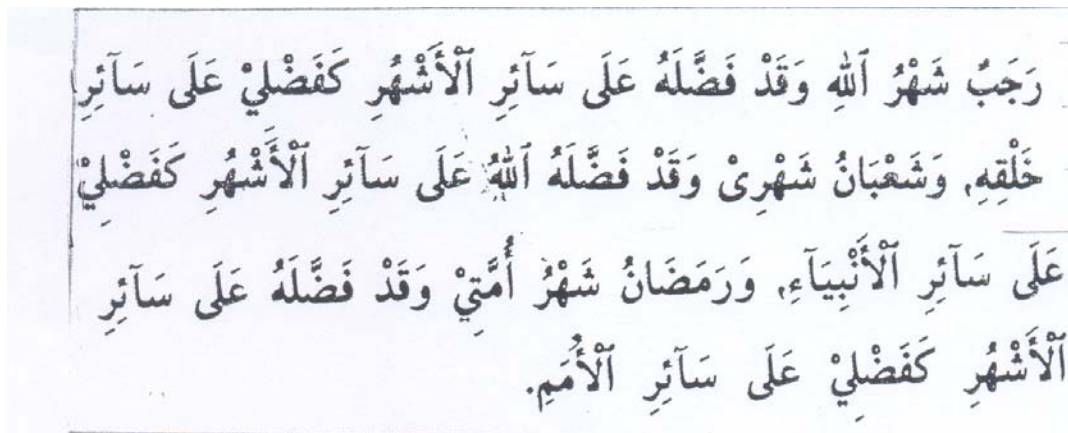 رَجَبٌ شَهْرُ ٱللهِ وَقَدْ فَضَّلَهُ عَلَى سَآئِرِ ٱلْأَشْهُرِ كَفَضْلِيْ عَلَى سَآئِرِ
خَلْقِهِ, وَشَعْبَانُ شَهْرِىْ وَقَدْ فَضَّلَهُ ٱللهُ عَلَى سَآئِرِ ٱلْأَشْهُرِ كَفَضْلِيْ
عَلَى سَآئِرِ ٱلْأَنْبِيَآءِ, وَرَمَضَانُ شَهْرُ أُمَّتِيْ وَقَدْ فَضَّلَهُ عَلَى سَآئِرِ
ٱلْأَشْهُرِ كَفَضْلِيْ عَلَى سَآئِرِ ٱلْأُمَمِ.